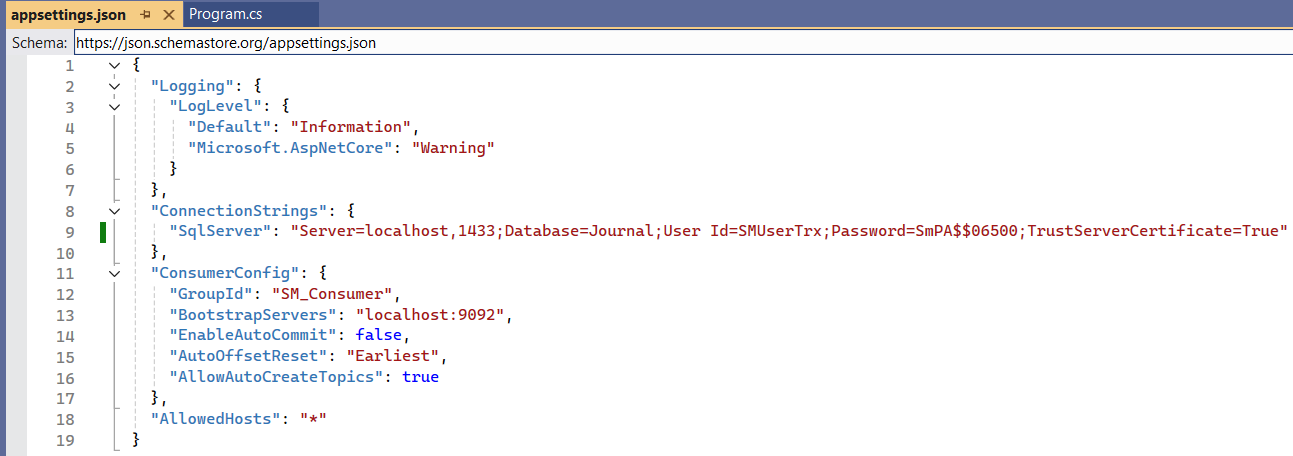 appsettings.json Program.cs
Schema: https://json.schemastore.org/appsettings.json
1 {
2 "Logging": {
3 "LogLevel": {
4 "Default": "Information",
5 "Microsoft.AspNetCore": "Warning"
6 }
7 },
8 "ConnectionStrings": {
9 "SqlServer": "Server=localhost,1433;Database=Journal;User Id=SMUserTrx;Password=SmPA$$06500;TrustServerCertificate=True"
10 },
11 "ConsumerConfig": {
12 "GroupId": "SM_Consumer",
13 "BootstrapServers": "localhost:9092",
14 "EnableAutoCommit": false,
15 "AutoOffsetReset": "Earliest",
16 "AllowAutoCreateTopics": true
17 },
18 "AllowedHosts": "*"
19 }